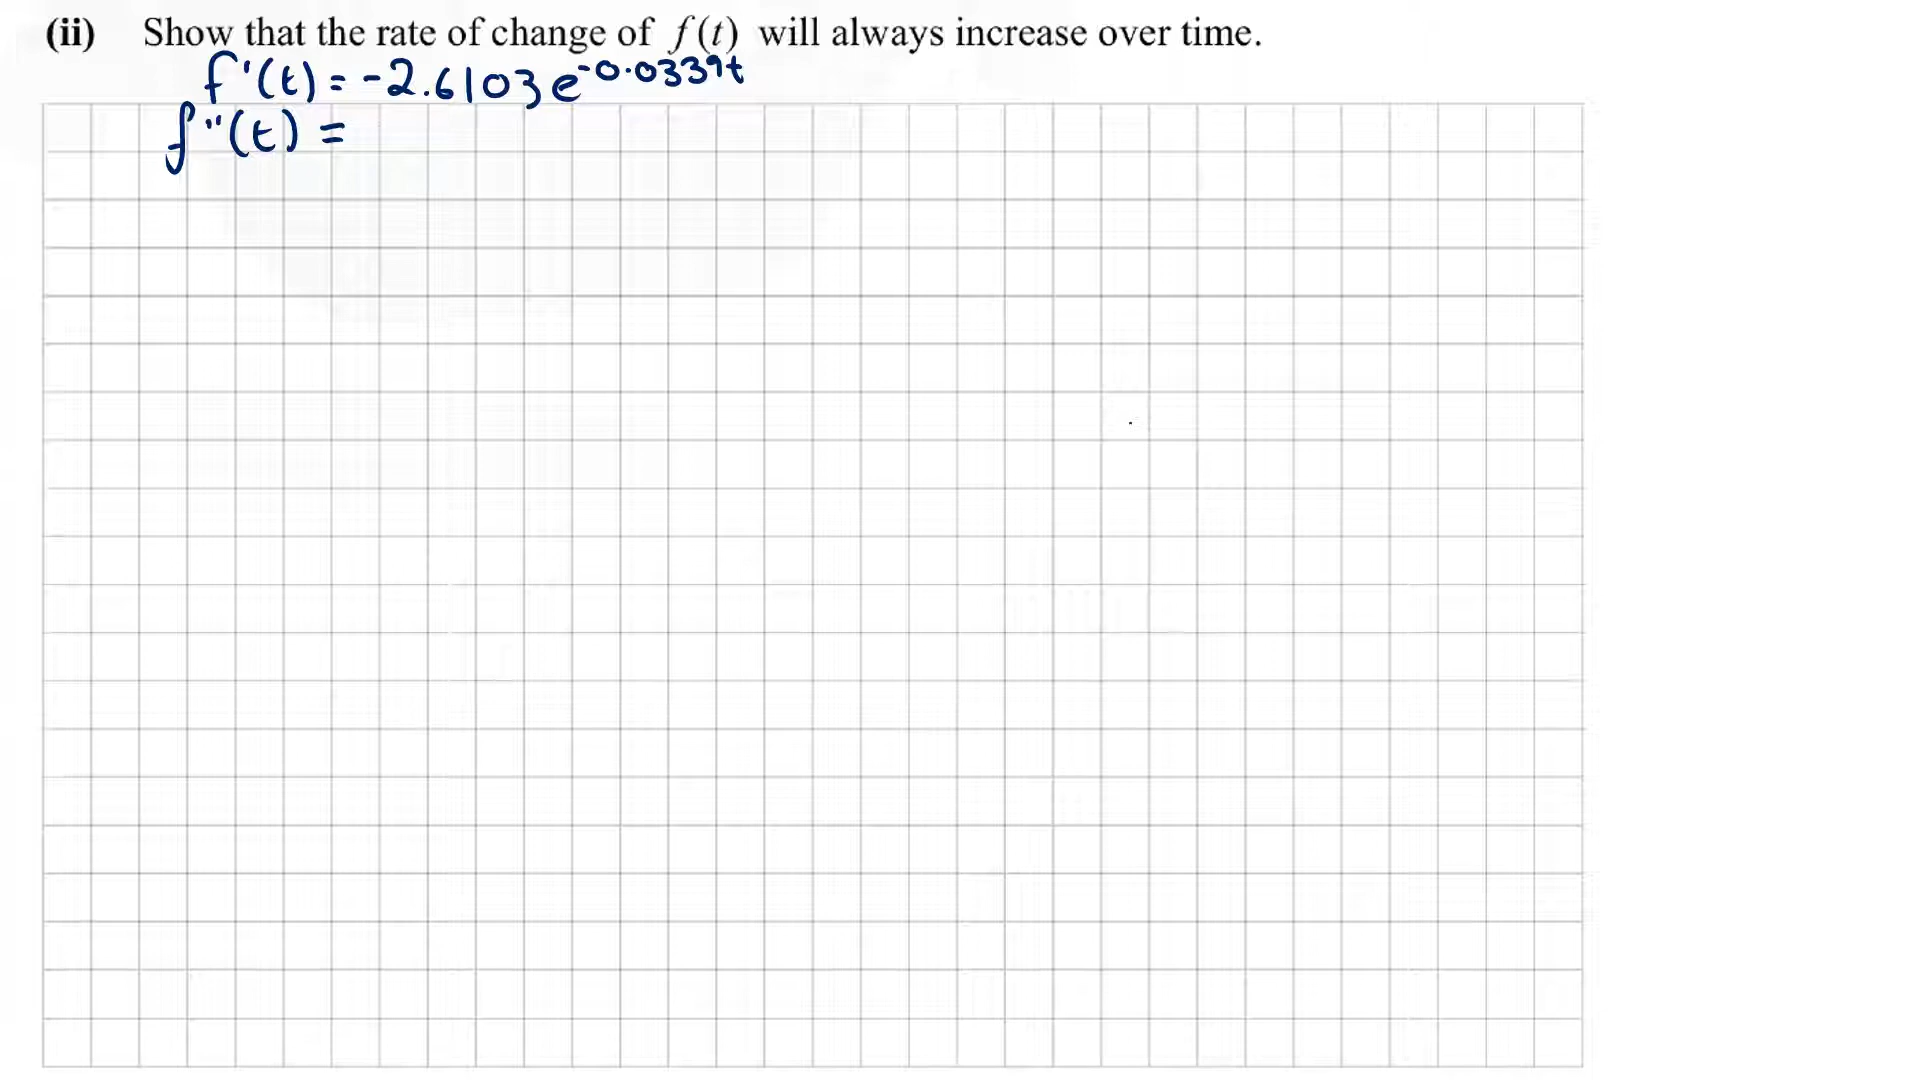 (ii) Show that the rate of change of f(t) will always increase over time.
f'(t) = -2.6103e^-0.0339t
f''(t) =